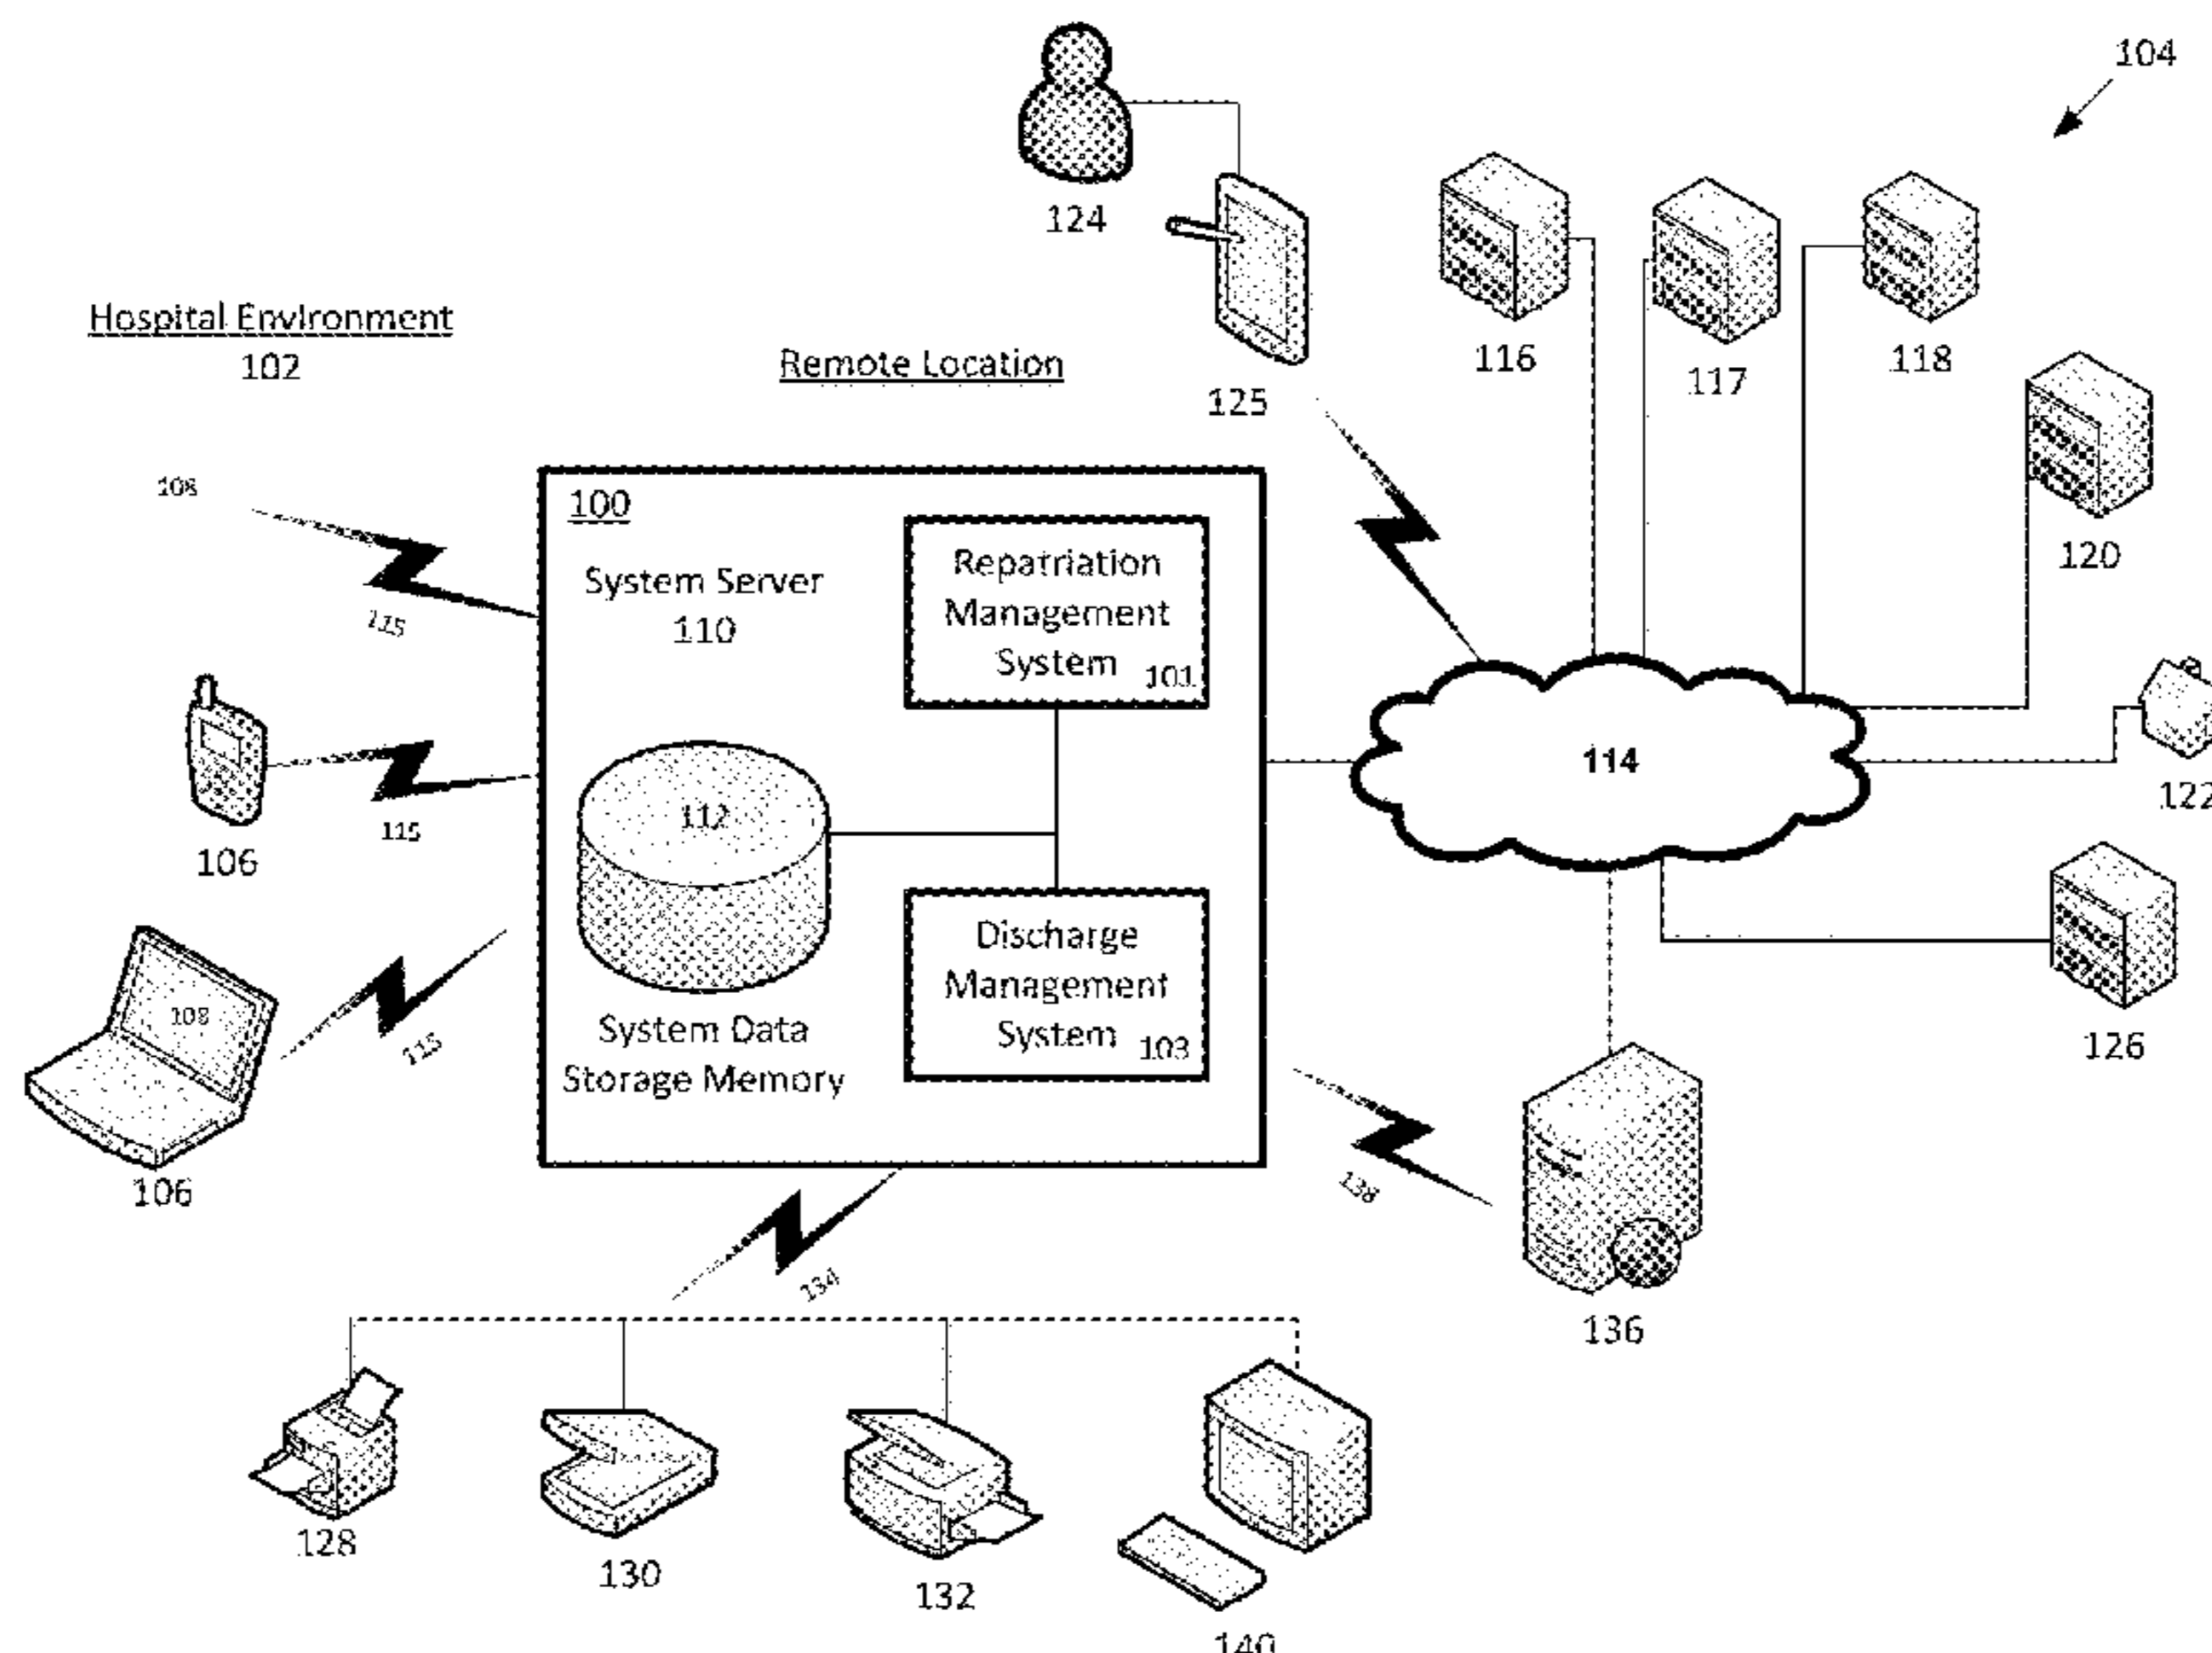 104
124
Hospital Environment
102
Remote Location
125
116
117
118
120
108
115
100
System Server
110
Repatriation
Management
System
101
114
122
106
115
112
Discharge
Management
System
103
System Data
Storage Memory
108
115
106
126
138
136
134
128
130
132
140